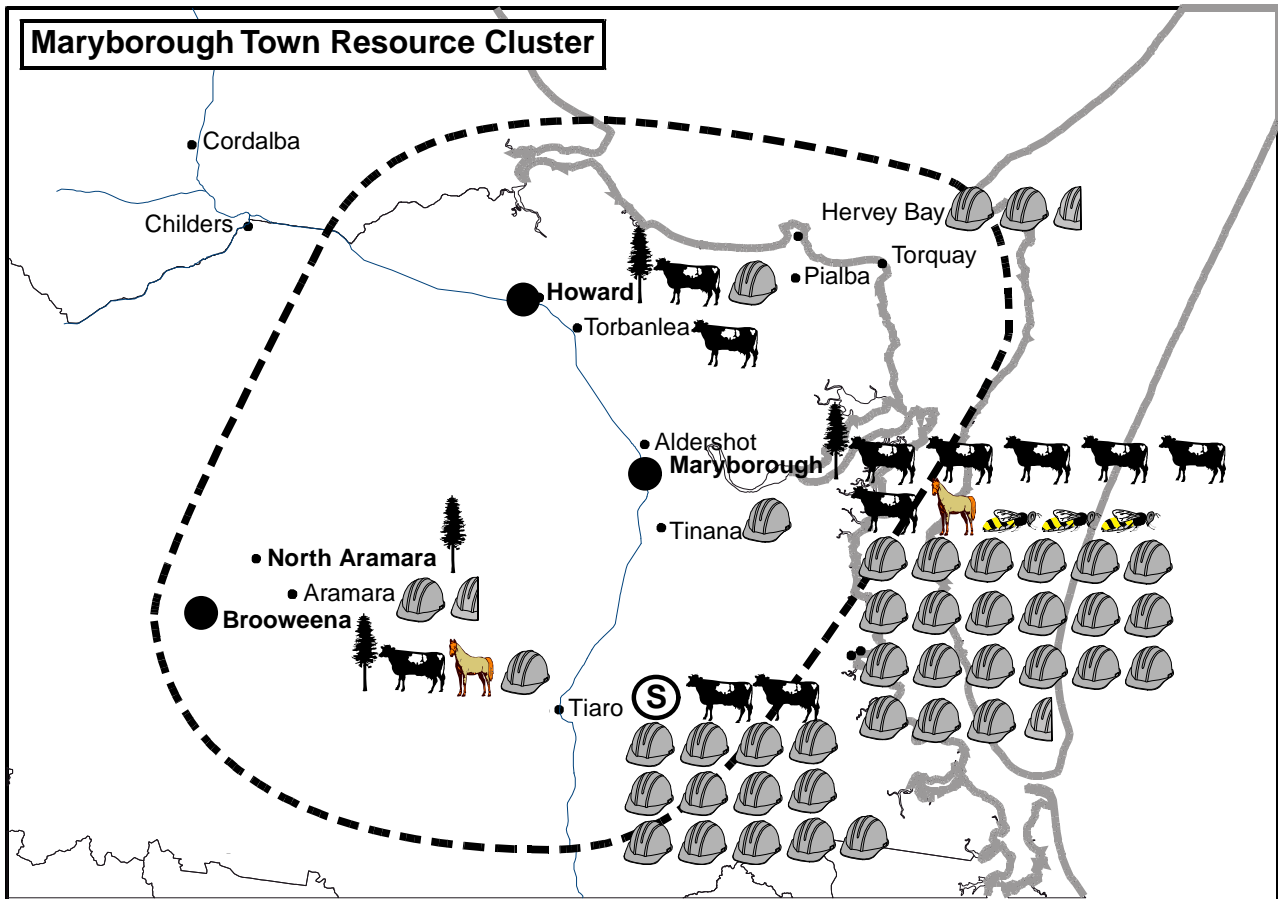 Maryborough Town Resource Cluster
Cordalba
Childers
Hervey Bay
Torquay
Pialba
Howard
Torbanlea
Aldershot
Maryborough
Tinana
North Aramara
Aramara
Brooweena
S
Tiaro